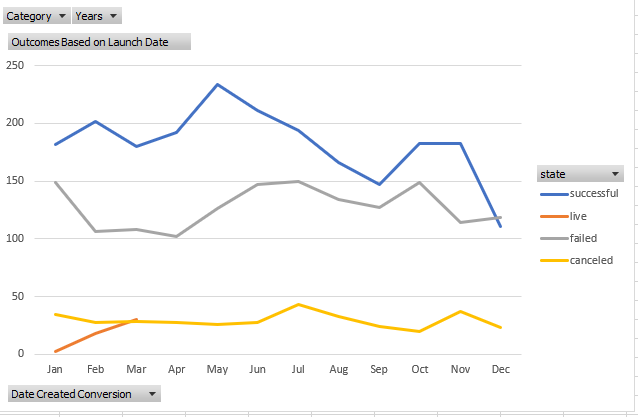 Category Years
Outcomes Based on Launch Date
250
200
150
100
50
0
Jan Feb Mar Apr May Jun Jul Aug Sep Oct Nov Dec
state
successful
live
failed
canceled
Date Created Conversion